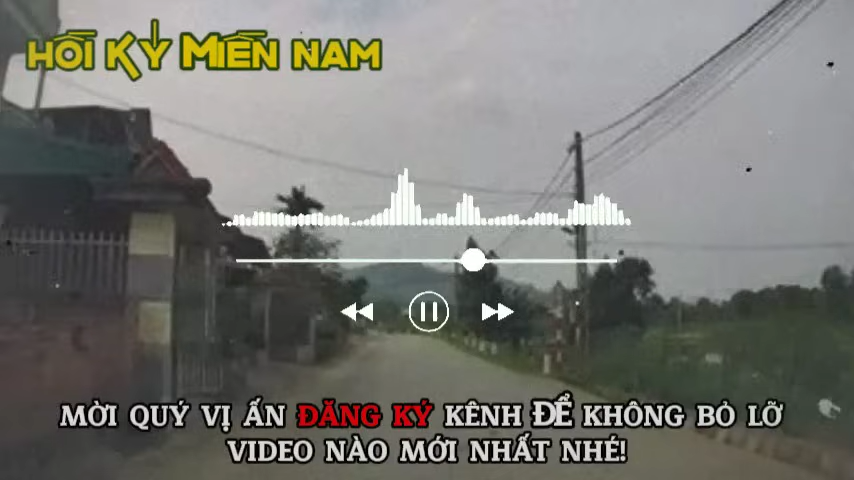 HỒI KÝ MIỀN NAM
MỜI QUÝ VỊ ẤN ĐĂNG KÝ KÊNH ĐỂ KHÔNG BỎ LỠ
VIDEO NÀO MỚI NHẤT NHÉ!